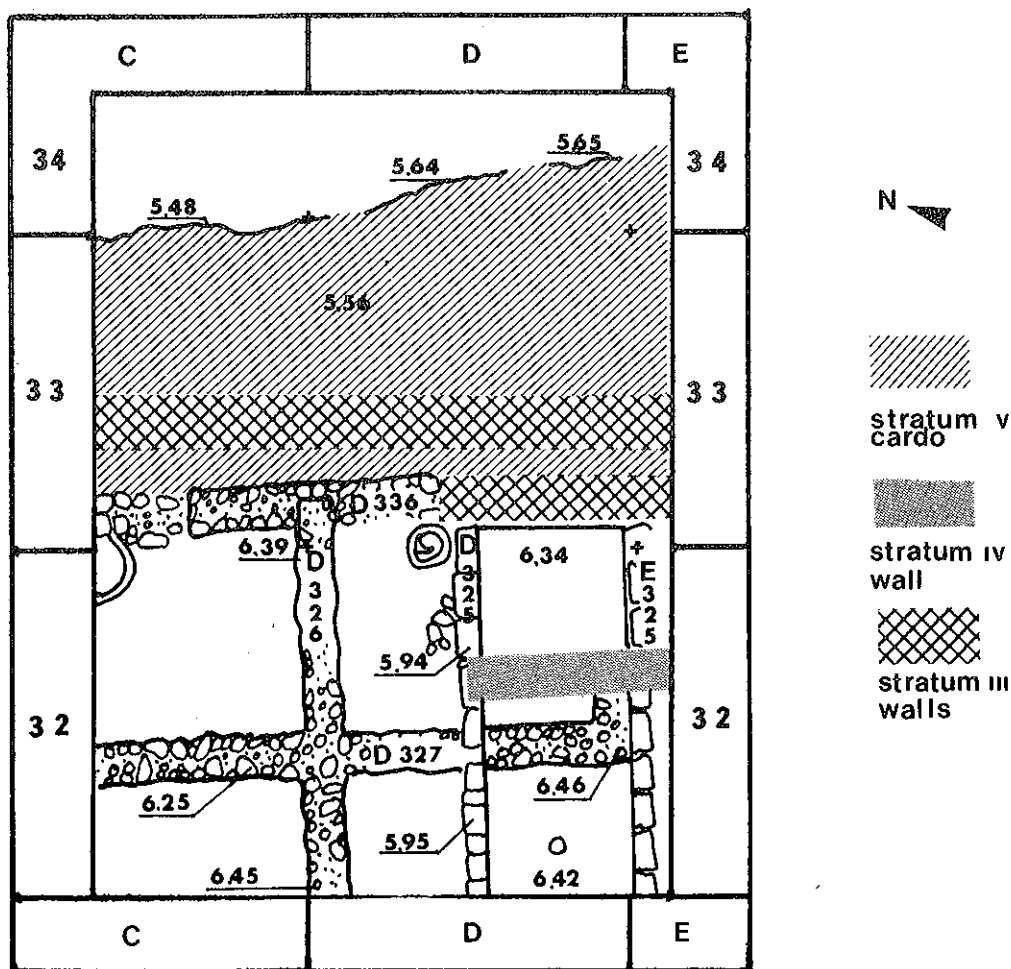 C D E
34 34
5,65
5,64
5,48
N
5,56
33 33
stratum V
cardo
D 336
6,39
D
3
2
6
D
3
2
5
6,34
E
3
2
5
stratum IV
wall
5,94
stratum III
walls
32 32
D 327
6,25
6,46
5,95
6,45
6,42
C D E